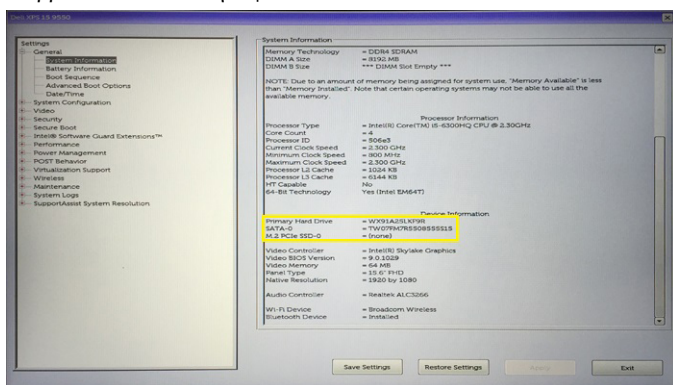 Dell XPS 15 9550
Settings
General
System Information
Battery Information
Boot Sequence
Advanced Boot Options
Date/Time
System Configuration
Video
Security
Secure Boot
Intel® Software Guard Extensions™
Performance
Power Management
POST Behavior
Virtualization Support
Wireless
Maintenance
System Logs
SupportAssist System Resolution
System Information
Memory Technology = DDR4 SDRAM
DIMM A Size = 8192 MB
DIMM B Size *** DIMM Slot Empty ***
NOTE: Due to an amount of memory being assigned for system use, "Memory Available" is less
than "Memory Installed". Note that certain operating systems may not be able to use all the
available memory.
Processor Information
Processor Type = Intel(R) Core(TM) i5-6300HQ CPU @ 2.30GHz
Core Count = 4
Processor ID = 506e3
Current Clock Speed = 2.300 GHz
Minimum Clock Speed = 800 MHz
Maximum Clock Speed = 2.300 GHz
Processor L2 Cache = 1024 KB
Processor L3 Cache = 6144 KB
HT Capable No
64-Bit Technology Yes (Intel EM64T)
Device Information
Primary Hard Drive = WX91A25LKP9R
SATA-0
M.2 PCIe SSD-0 = (none)
Video Controller = Intel(R) Skylake Graphics
Video BIOS Version = 9.0.1029
Video Memory = 64 MB
Panel Type = 15.6" FHD
Native Resolution = 1920 by 1080
Audio Controller = Realtek ALC3266
Wi-Fi Device = Broadcom Wireless
Bluetooth Device = Installed
Save Settings Restore Settings Apply Exit